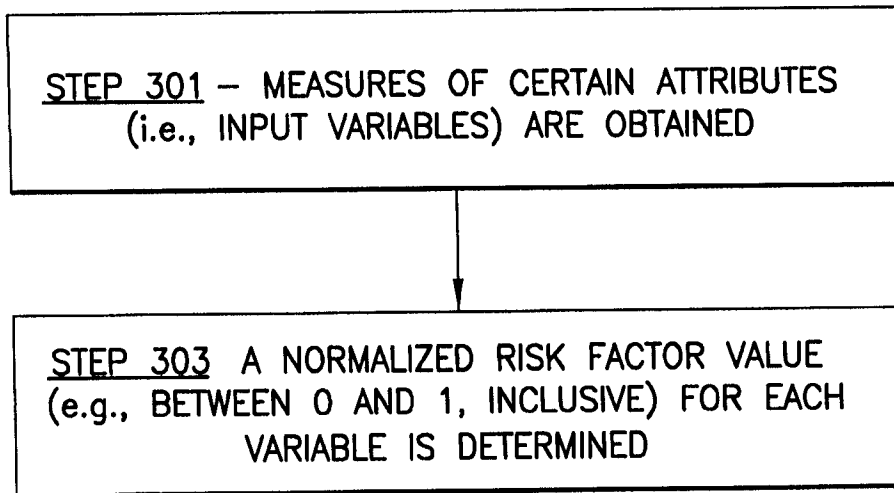 STEP 301 – MEASURES OF CERTAIN ATTRIBUTES
(i.e., INPUT VARIABLES) ARE OBTAINED
STEP 303 A NORMALIZED RISK FACTOR VALUE
(e.g., BETWEEN 0 AND 1, INCLUSIVE) FOR EACH
VARIABLE IS DETERMINED